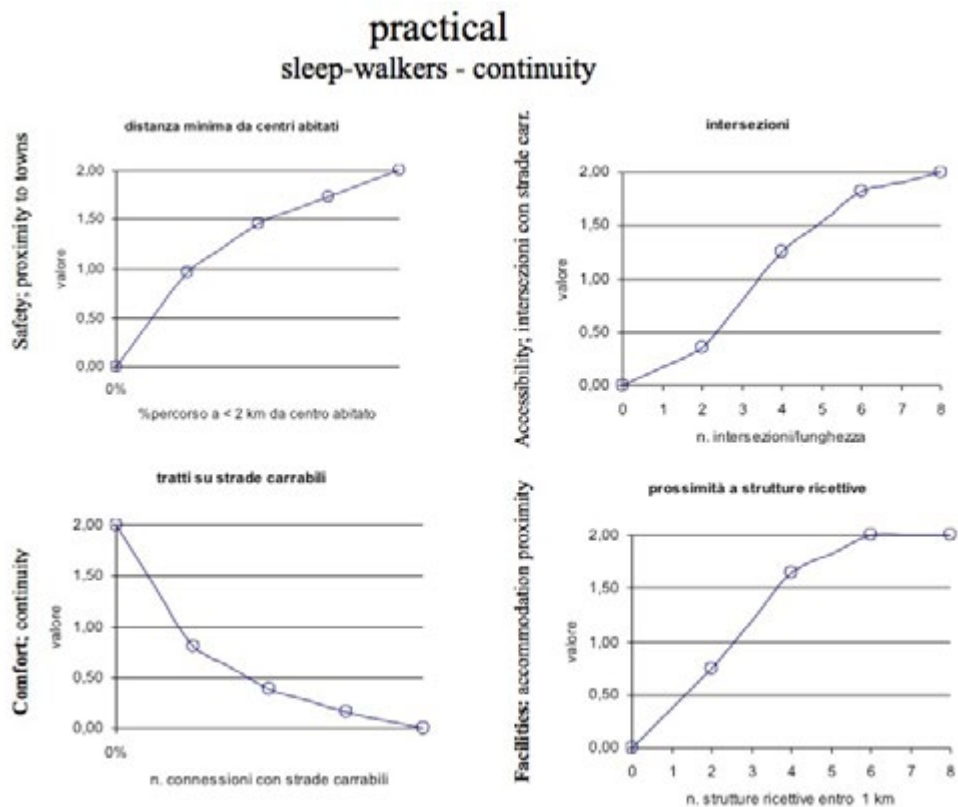 practical
sleep-walkers - continuity
Safety; proximity to towns
distanza minima da centri abitati
valore
2,00
1,50
1,00
0,50
0,00
0%
%percorso a < 2 km da centro abitato
Accessibility; intersezioni con strade carr.
intersezioni
valore
2,00
1,50
1,00
0,50
0,00
0 1 2 3 4 5 6 7 8
n. intersezioni/lunghezza
Comfort; continuity
tratti su strade carrabili
valore
2,00
1,50
1,00
0,50
0,00
0%
n. connessioni con strade carrabili
Facilities: accommodation proximity
prossimità a strutture ricettive
valore
2,00
1,50
1,00
0,50
0,00
0 1 2 3 4 5 6 7 8
n. strutture ricettive entro 1 km